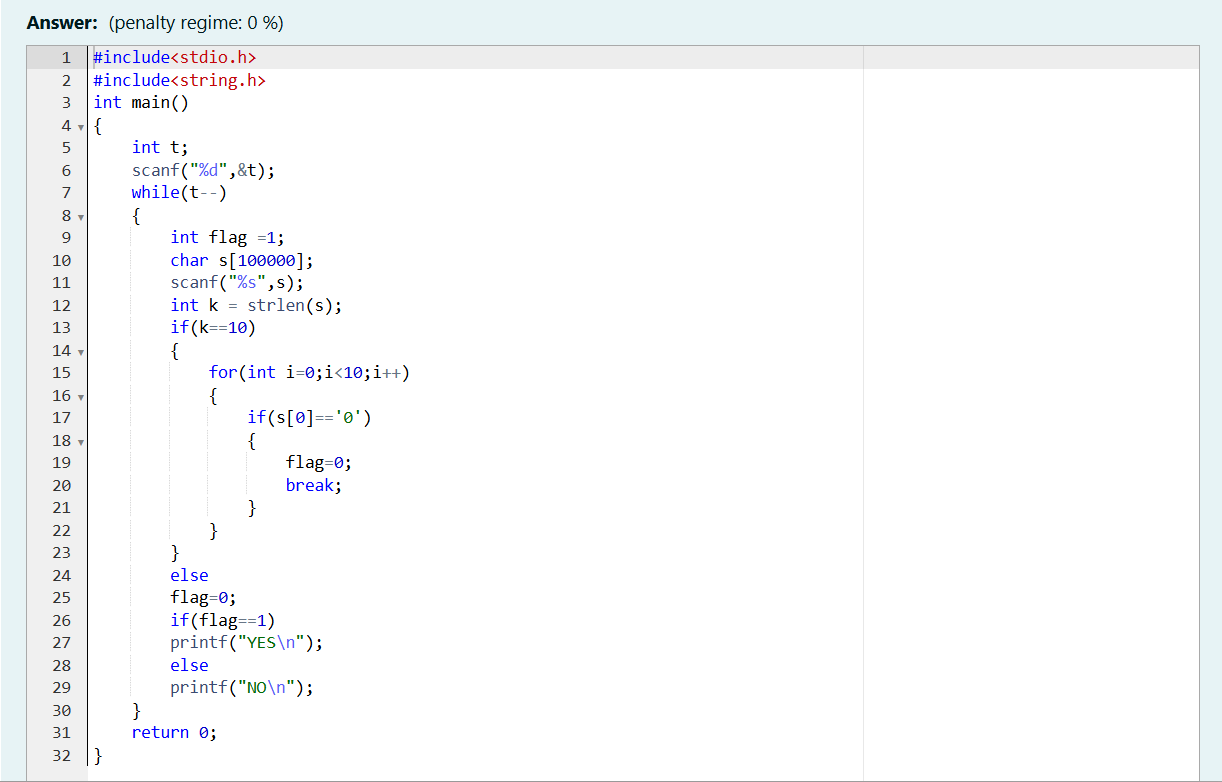 Answer: (penalty regime: 0 %)
1 #include<stdio.h>
2 #include<string.h>
3 int main()
4 {
5     int t;
6     scanf("%d",&t);
7     while(t--)
8     {
9         int flag =1;
10         char s[100000];
11         scanf("%s",s);
12         int k = strlen(s);
13         if(k==10)
14         {
15             for(int i=0;i<10;i++)
16             {
17                 if(s[0]=='0')
18                 {
19                     flag=0;
20                     break;
21                 }
22             }
23         }
24         else
25         flag=0;
26         if(flag==1)
27         printf("YES\n");
28         else
29         printf("NO\n");
30     }
31     return 0;
32 }